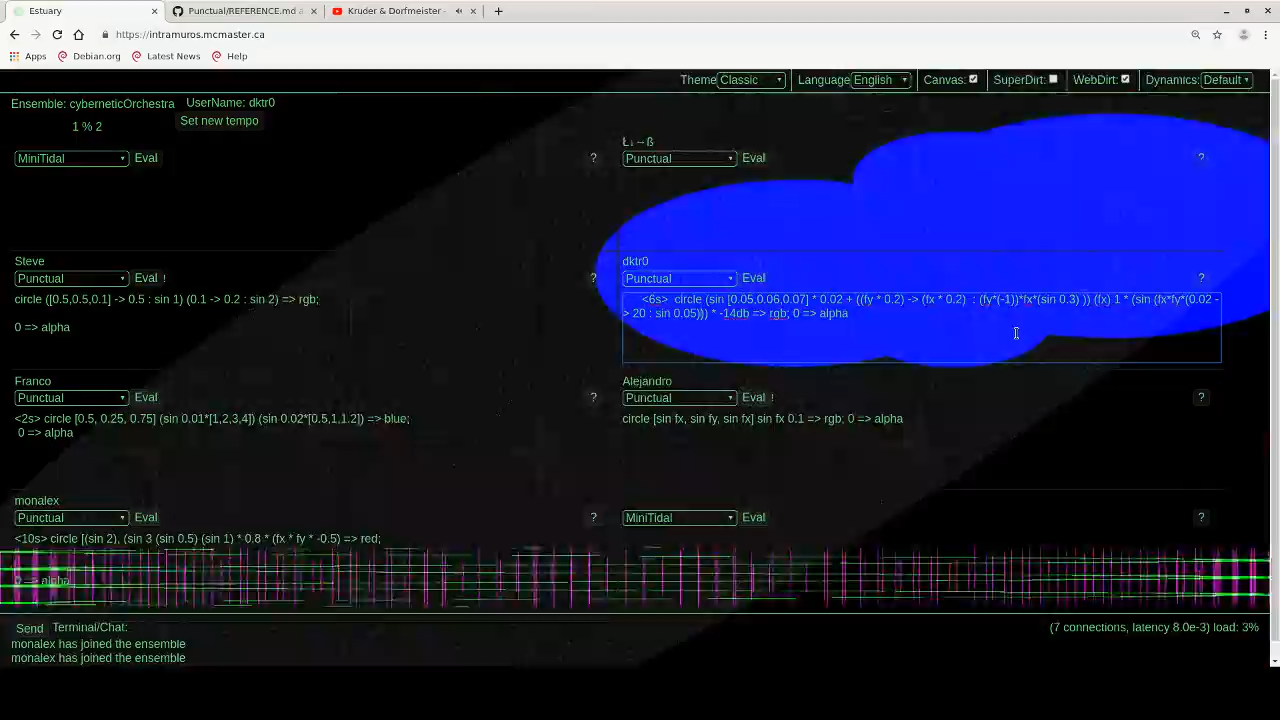 Estuary
Punctual/REFERENCE.md a
Kruder & Dorfmeister -
https://intramuros.mcmaster.ca
Apps
Debian.org
Latest News
Help
Theme Classic
Language English
Canvas:
SuperDirt:
WebDirt:
Dynamics: Default
Ensemble: cyberneticOrchestra
UserName: dktr0
1 % 2
Set new tempo
MiniTidal
Eval
?
Punctual
Eval
?
Steve
Punctual
Eval !
?
circle ([0.5,0.5,0.1] -> 0.5 : sin 1) (0.1 -> 0.2 : sin 2) => rgb;
0 => alpha
dktr0
Punctual
Eval
?
<6s> circle (sin [0.05,0.06,0.07] * 0.02 + ((fy * 0.2) -> (fx * 0.2) : (fy*(-1))*fx*(sin 0.3) )) (fx) 1 * (sin (fx*fy*(0.02 -
> 20 : sin 0.05))) * -14db => rgb; 0 => alpha
Franco
Punctual
Eval
?
<2s> circle [0.5, 0.25, 0.75] (sin 0.01*[1,2,3,4]) (sin 0.02*[0.5,1,1.2]) => blue;
0 => alpha
Alejandro
Punctual
Eval !
?
circle [sin fx, sin fy, sin fx] sin fx 0.1 => rgb; 0 => alpha
monalex
Punctual
Eval
?
<10s> circle [(sin 2), (sin 3 (sin 0.5) (sin 1) * 0.8 * (fx * fy * -0.5) => red;
0 => alpha
MiniTidal
Eval
?
Send
Terminal/Chat:
(7 connections, latency 8.0e-3) load: 3%
monalex has joined the ensemble
monalex has joined the ensemble